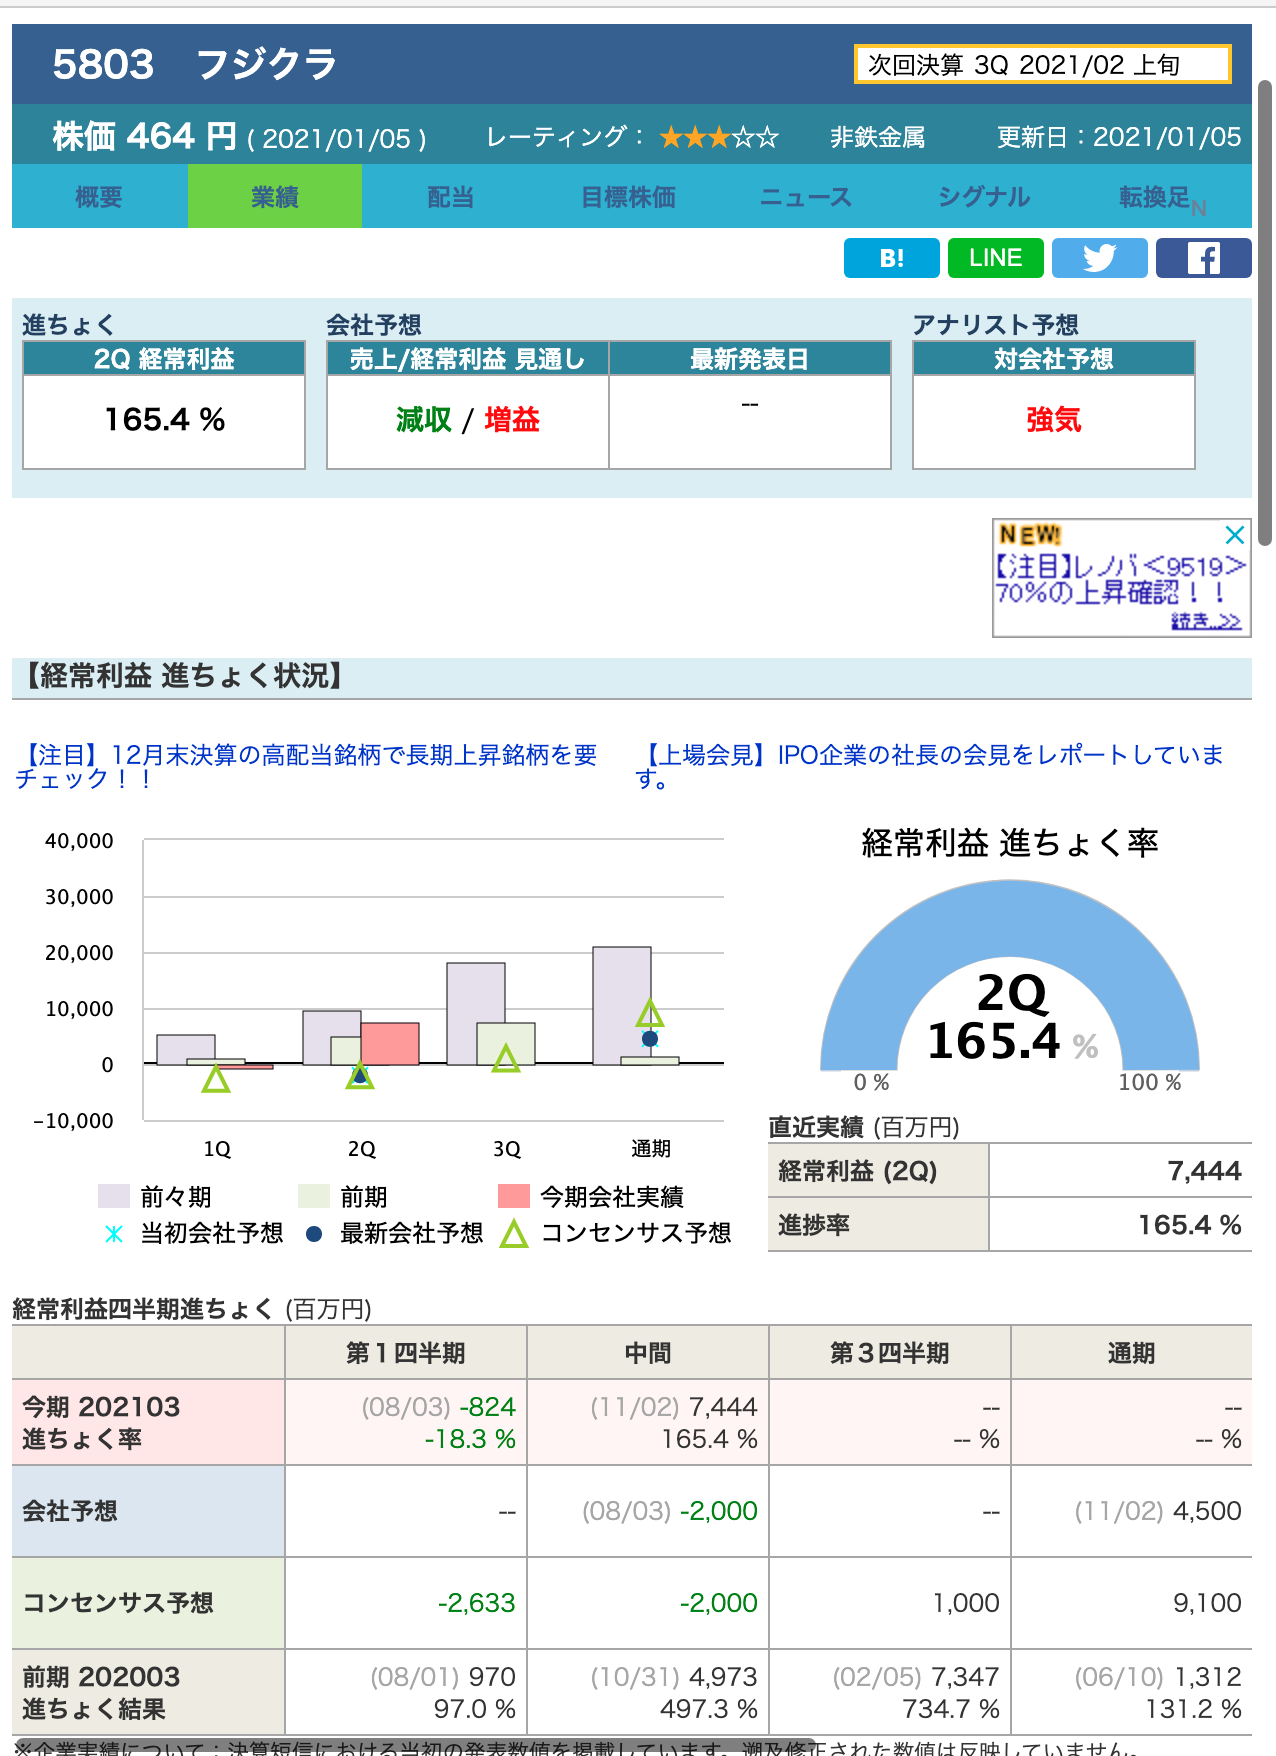 5803　フジクラ
次回決算 3Q 2021/02 上旬
株価 464 円 ( 2021/01/05 )　レーティング： ★★★☆☆　非鉄金属　更新日：2021/01/05
概要　業績　配当　目標株価　ニュース　シグナル　転換足N
B!　LINE
進ちょく　会社予想　アナリスト予想
2Q 経常利益　売上/経常利益 見通し　最新発表日　対会社予想
165.4 %　減収 / 増益　--　強気
NEW!
【注目】レノバ<9519>
70%の上昇確認！！
続き..>>
【経常利益 進ちょく状況】
【注目】12月末決算の高配当銘柄で長期上昇銘柄を要
チェック！！
【上場会見】IPO企業の社長の会見をレポートしていま
す。
40,000
30,000
20,000
10,000
0
-10,000
1Q　2Q　3Q　通期
前々期　前期　今期会社実績
当初会社予想　最新会社予想　コンセンサス予想
経常利益 進ちょく率
2Q
165.4 %
0 %　100 %
直近実績 (百万円)
経常利益 (2Q)　7,444
進捗率　165.4 %
経常利益四半期進ちょく (百万円)
第１四半期　中間　第３四半期　通期
今期 202103　(08/03) -824　(11/02) 7,444　--　--
進ちょく率　-18.3 %　165.4 %　-- %　-- %
会社予想　--　(08/03) -2,000　--　(11/02) 4,500
コンセンサス予想　-2,633　-2,000　1,000　9,100
前期 202003　(08/01) 970　(10/31) 4,973　(02/05) 7,347　(06/10) 1,312
進ちょく結果　97.0 %　497.3 %　734.7 %　131.2 %
※企業実績について：決算短信における当初の発表数値を掲載しています。遡及修正された数値は反映していません。